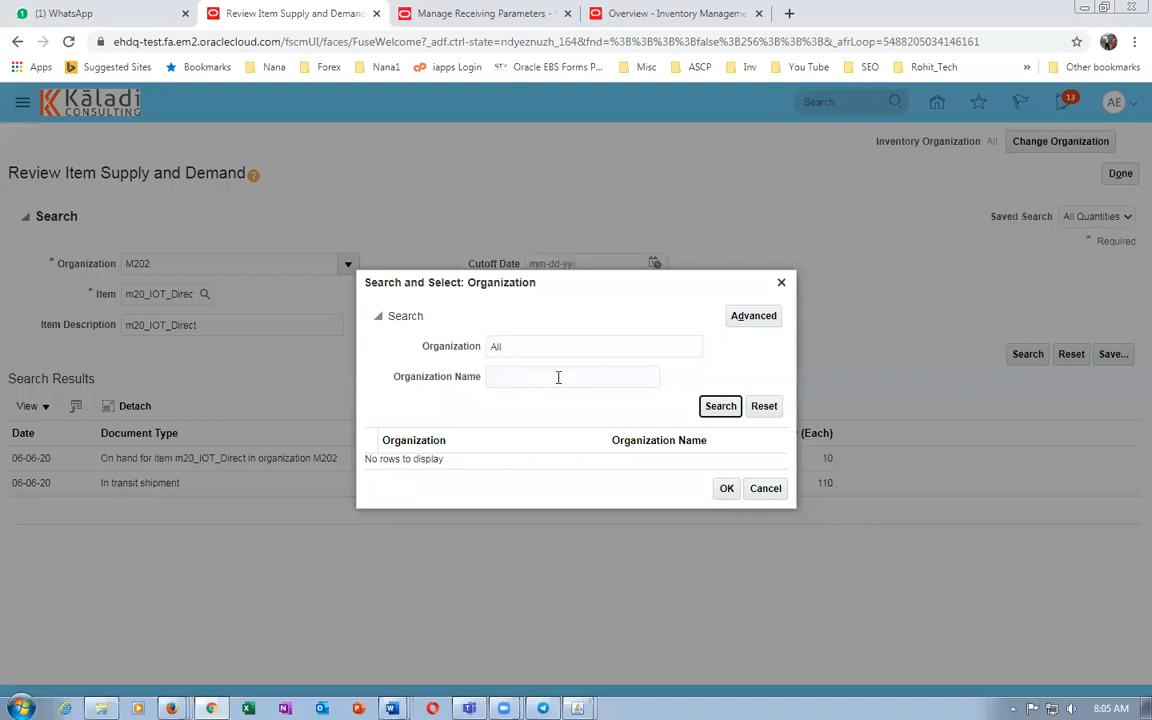 (1) WhatsApp
Review Item Supply and Demand
Manage Receiving Parameters -
Overview - Inventory Manageme
ehdq-test.fa.em2.oraclecloud.com/fscmUI/faces/FuseWelcome?_adf.ctrl-state=ndyeznuzh_164&fnd=%3B%3B%3B%3Bfalse%3B256%3B%3B%3B&_afrLoop=5488205034146161
Apps
Suggested Sites
Bookmarks
Nana
Forex
Nana1
iapps Login
Oracle EBS Forms P...
Misc
ASCP
Inv
You Tube
SEO
Rohit_Tech
»
Other bookmarks
Kāladi
CONSULTING
Search
13
AE
Inventory Organization All Change Organization
Review Item Supply and Demand
Done
Search
Saved Search All Quantities
* Required
* Organization M202
Cutoff Date mm-dd-yy
* Item m20_IOT_Direc
Item Description m20_IOT_Direct
Search Reset Save...
Search Results
View Detach
Date Document Type (Each)
06-06-20 On hand for item m20_IOT_Direct in organization M202 10
06-06-20 In transit shipment 110
Search and Select: Organization
Search
Advanced
Organization All
Organization Name
Search Reset
Organization Organization Name
No rows to display
OK Cancel
8:05 AM